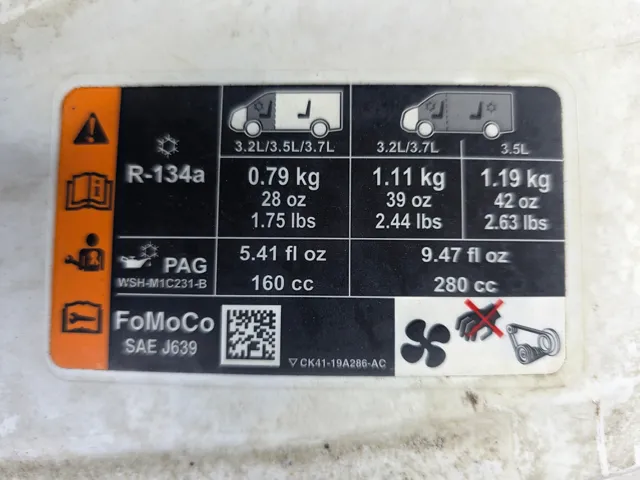 3.2L/3.5L/3.7L
3.2L/3.7L
3.5L
R-134a
0.79 kg
28 oz
1.75 lbs
1.11 kg
39 oz
2.44 lbs
1.19 kg
42 oz
2.63 lbs
PAG
WSH-M1C231-B
5.41 fl oz
160 cc
9.47 fl oz
280 cc
FoMoCo
SAE J639
CK41-19A286-AC